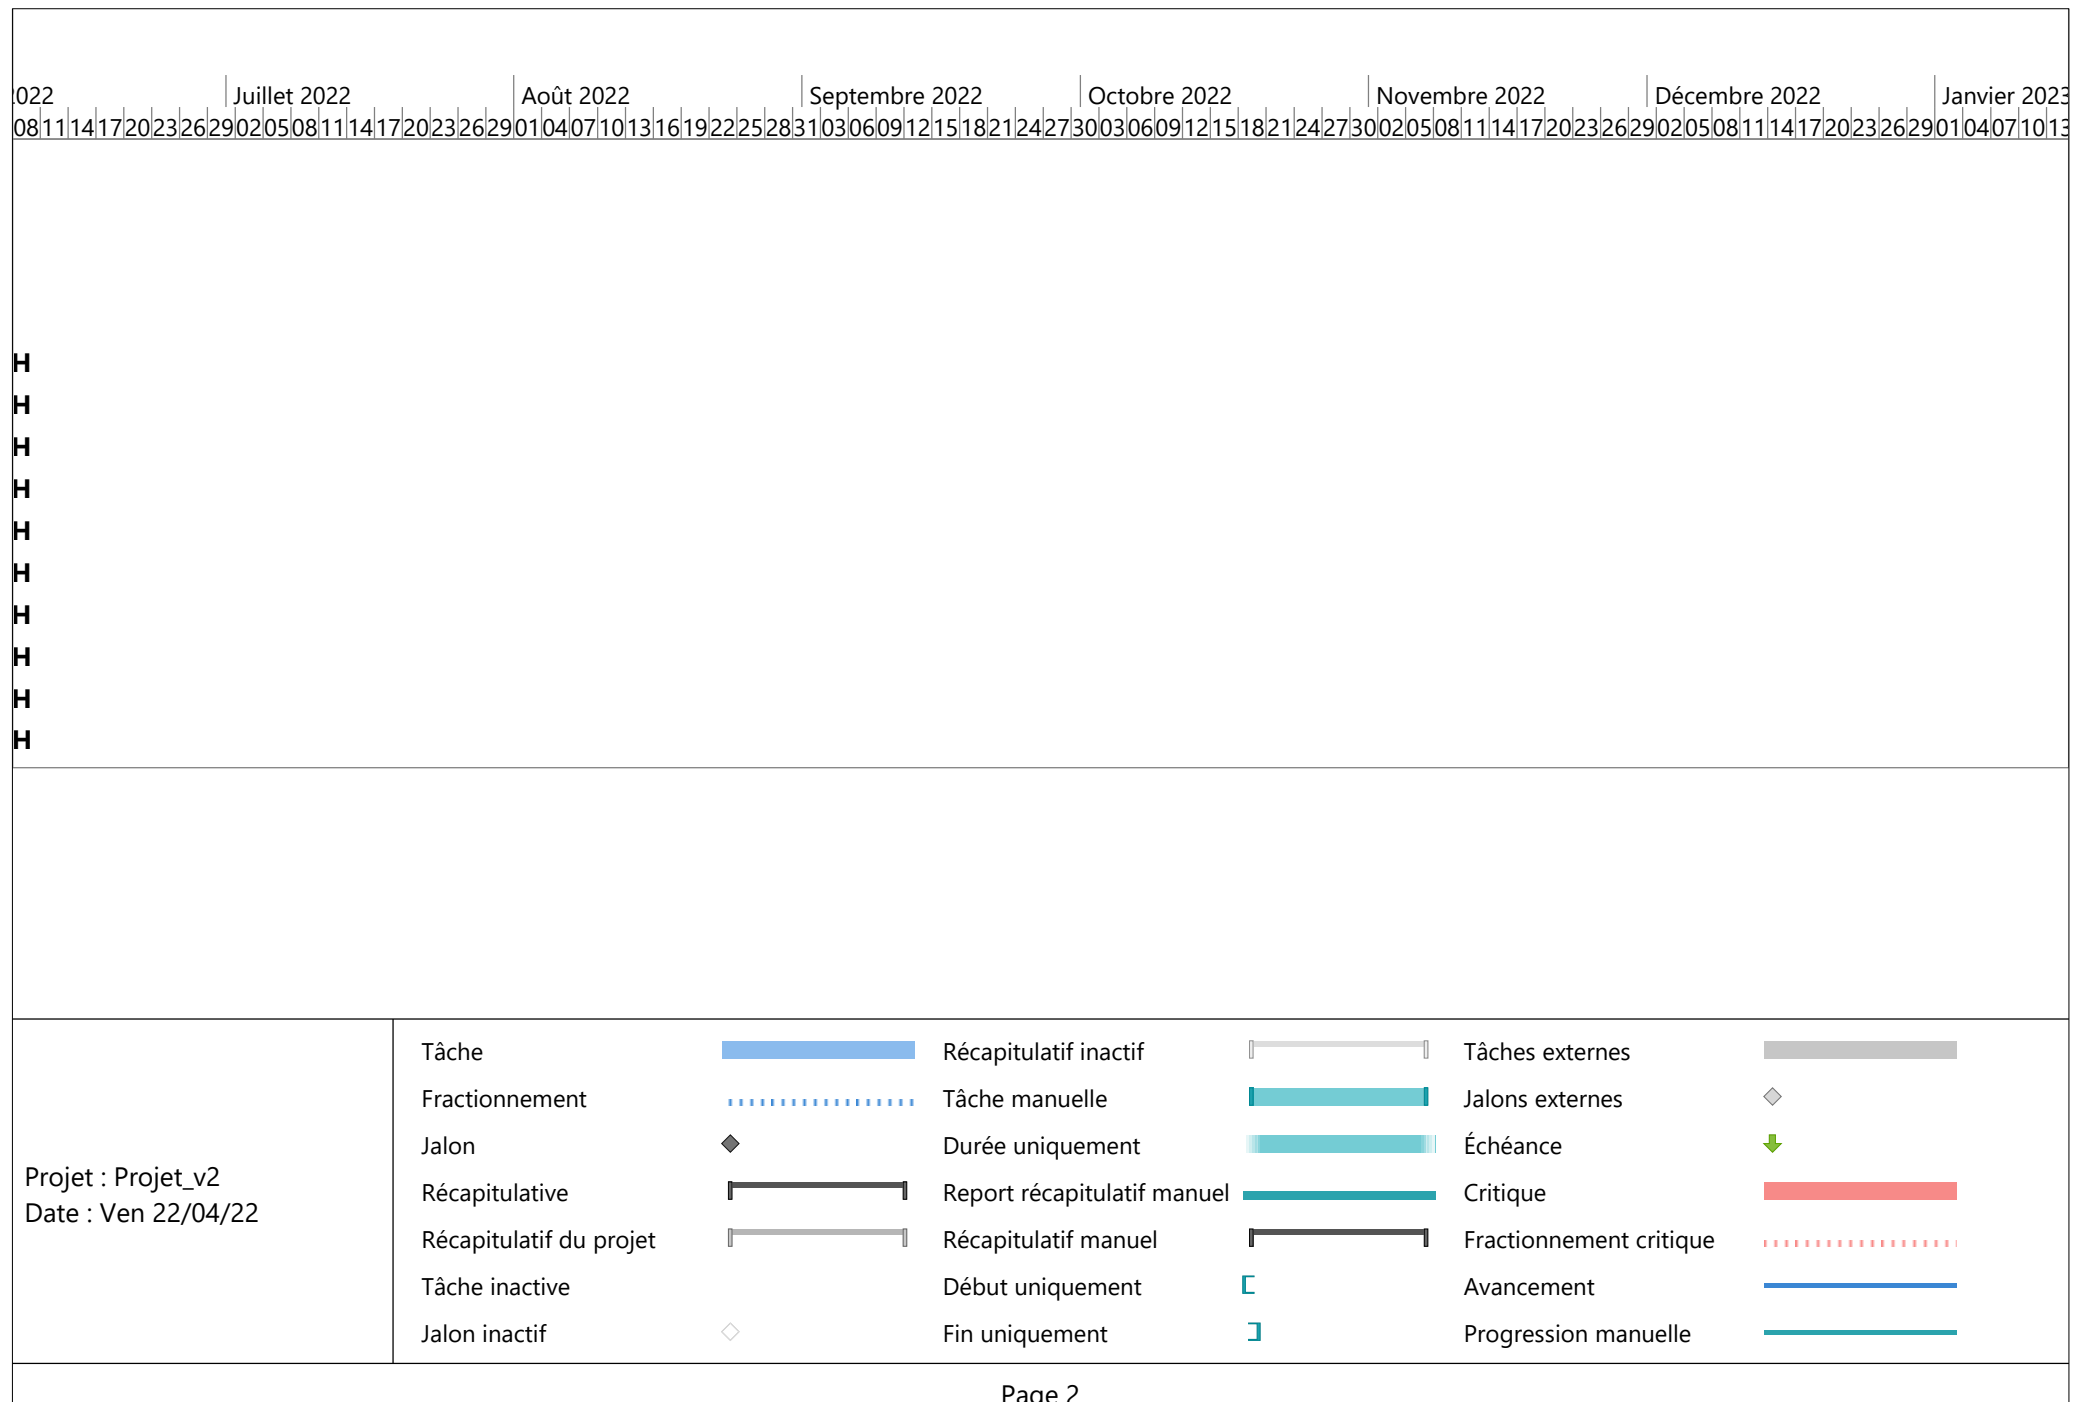 2022 Juillet 2022 Août 2022 Septembre 2022 Octobre 2022 Novembre 2022 Décembre 2022 Janvier 2023
08 11 14 17 20 23 26 29 02 05 08 11 14 17 20 23 26 29 01 04 07 10 13 16 19 22 25 28 31 03 06 09 12 15 18 21 24 27 30 03 06 09 12 15 18 21 24 27 30 02 05 08 11 14 17 20 23 26 29 02 05 08 11 14 17 20 23 26 29 01 04 07 10 13
H
H
H
H
H
H
H
H
H
H
Projet : Projet_v2
Date : Ven 22/04/22
Tâche
Fractionnement
Jalon
Récapitulative
Récapitulatif du projet
Tâche inactive
Jalon inactif
Récapitulatif inactif
Tâche manuelle
Durée uniquement
Report récapitulatif manuel
Récapitulatif manuel
Début uniquement
Fin uniquement
Tâches externes
Jalons externes
Échéance
Critique
Fractionnement critique
Avancement
Progression manuelle
Page 2